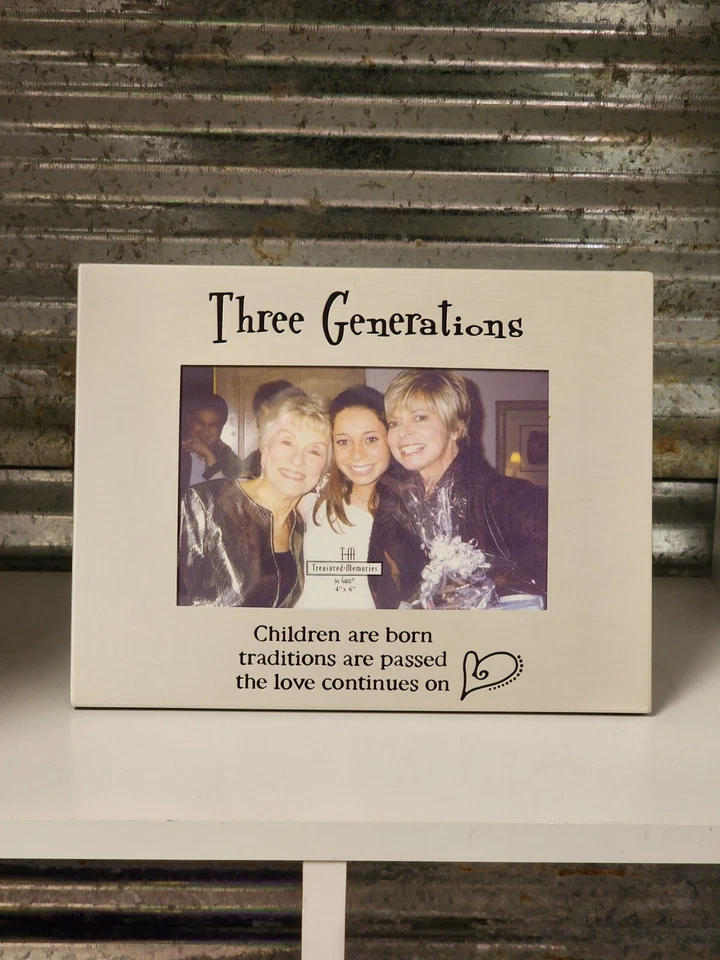 Three Generations
T·M
Treasured·Memories
by Ganz®
4" x 6"
Children are born
traditions are passed
the love continues on